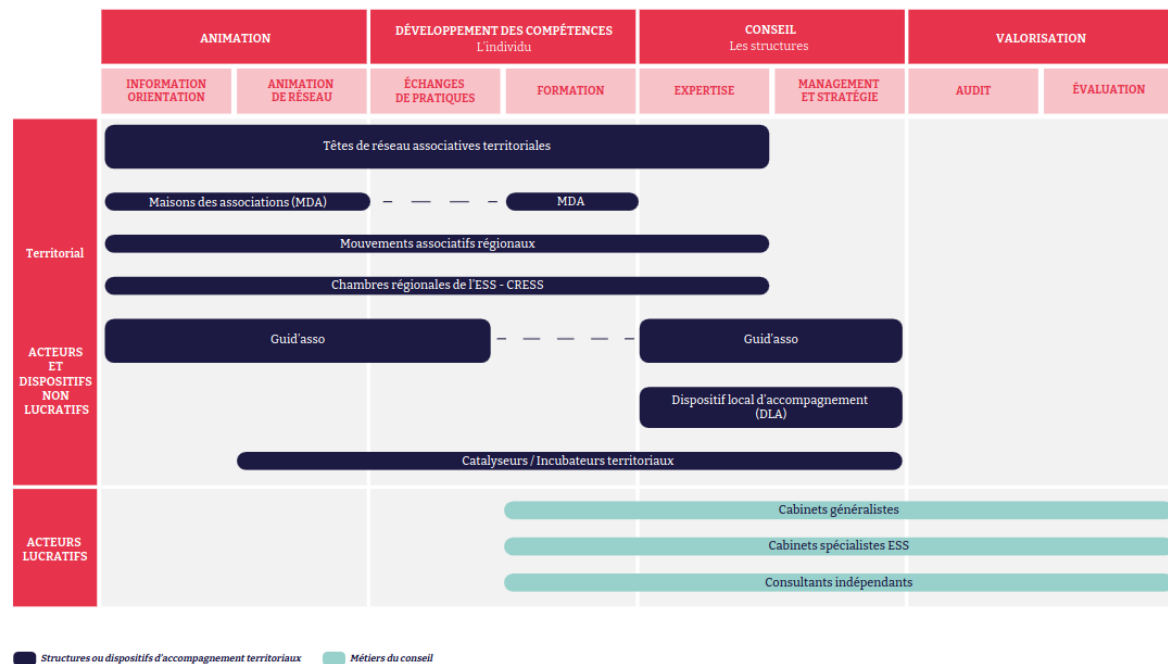 ANIMATION
DÉVELOPPEMENT DES COMPÉTENCES
L'individu
CONSEIL
Les structures
VALORISATION
INFORMATION
ORIENTATION
ANIMATION
DE RÉSEAU
ÉCHANGES
DE PRATIQUES
FORMATION
EXPERTISE
MANAGEMENT
ET STRATÉGIE
AUDIT
ÉVALUATION
Têtes de réseau associatives territoriales
Maisons des associations (MDA)
MDA
Mouvements associatifs régionaux
Territorial
Chambres régionales de l'ESS - CRESS
Guid'asso
Guid'asso
ACTEURS
ET
DISPOSITIFS
NON
LUCRATIFS
Dispositif local d'accompagnement
(DLA)
Catalyseurs / Incubateurs territoriaux
ACTEURS
LUCRATIFS
Cabinets généralistes
Cabinets spécialistes ESS
Consultants indépendants
Structures ou dispositifs d'accompagnement territoriaux
Métiers du conseil